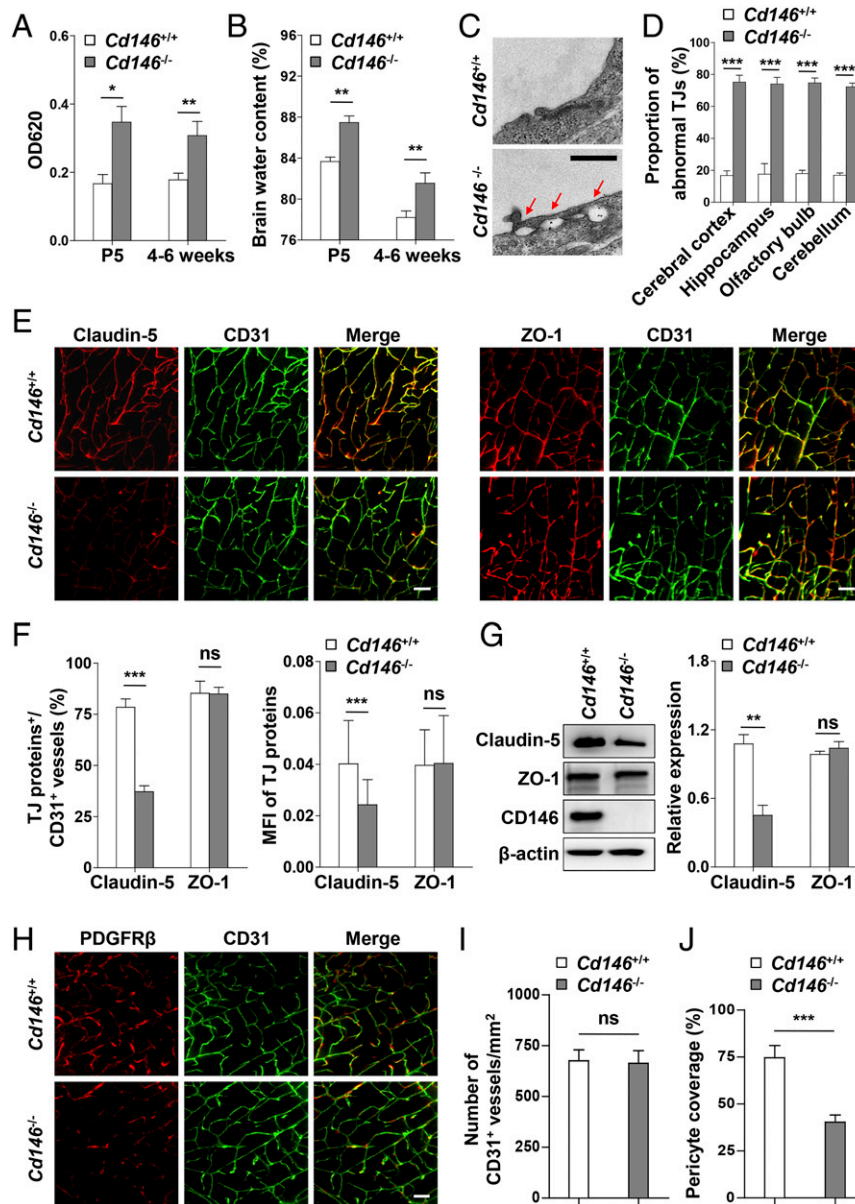 A
Cd146+/+
Cd146-/-
OD620
0.6
0.4
0.2
0.0
*
**
P5
4-6 weeks
B
Cd146+/+
Cd146-/-
Brain water content (%)
96
92
88
84
80
76
**
**
P5
4-6 weeks
C
Cd146+/+
Cd146 -/-
D
Cd146+/+
Cd146-/-
Proportion of
abnormal TJs (%)
100
80
60
40
20
0
***
***
***
***
Cerebral cortex
Hippocampus
Olfactory bulb
Cerebellum
E
Claudin-5
CD31
Merge
ZO-1
CD31
Merge
Cd146+/+
Cd146-/-
F
TJ proteins+/
CD31+ vessels (%)
100
75
50
25
0
***
ns
Claudin-5
ZO-1
Cd146+/+
Cd146-/-
MFI of TJ proteins
0.08
0.06
0.04
0.02
0.00
***
ns
Claudin-5
ZO-1
G
Cd146+/+
Cd146-/-
Claudin-5
ZO-1
CD146
β-actin
Cd146+/+
Cd146-/-
Relative expression
1.8
1.2
0.6
0.0
**
ns
Claudin-5
ZO-1
H
PDGFRβ
CD31
Merge
Cd146+/+
Cd146-/-
I
Cd146+/+
Cd146-/-
Number of
CD31+ vessels/mm2
900
750
600
450
300
150
0
ns
J
Cd146+/+
Cd146-/-
Pericyte coverage (%)
100
75
50
25
0
***